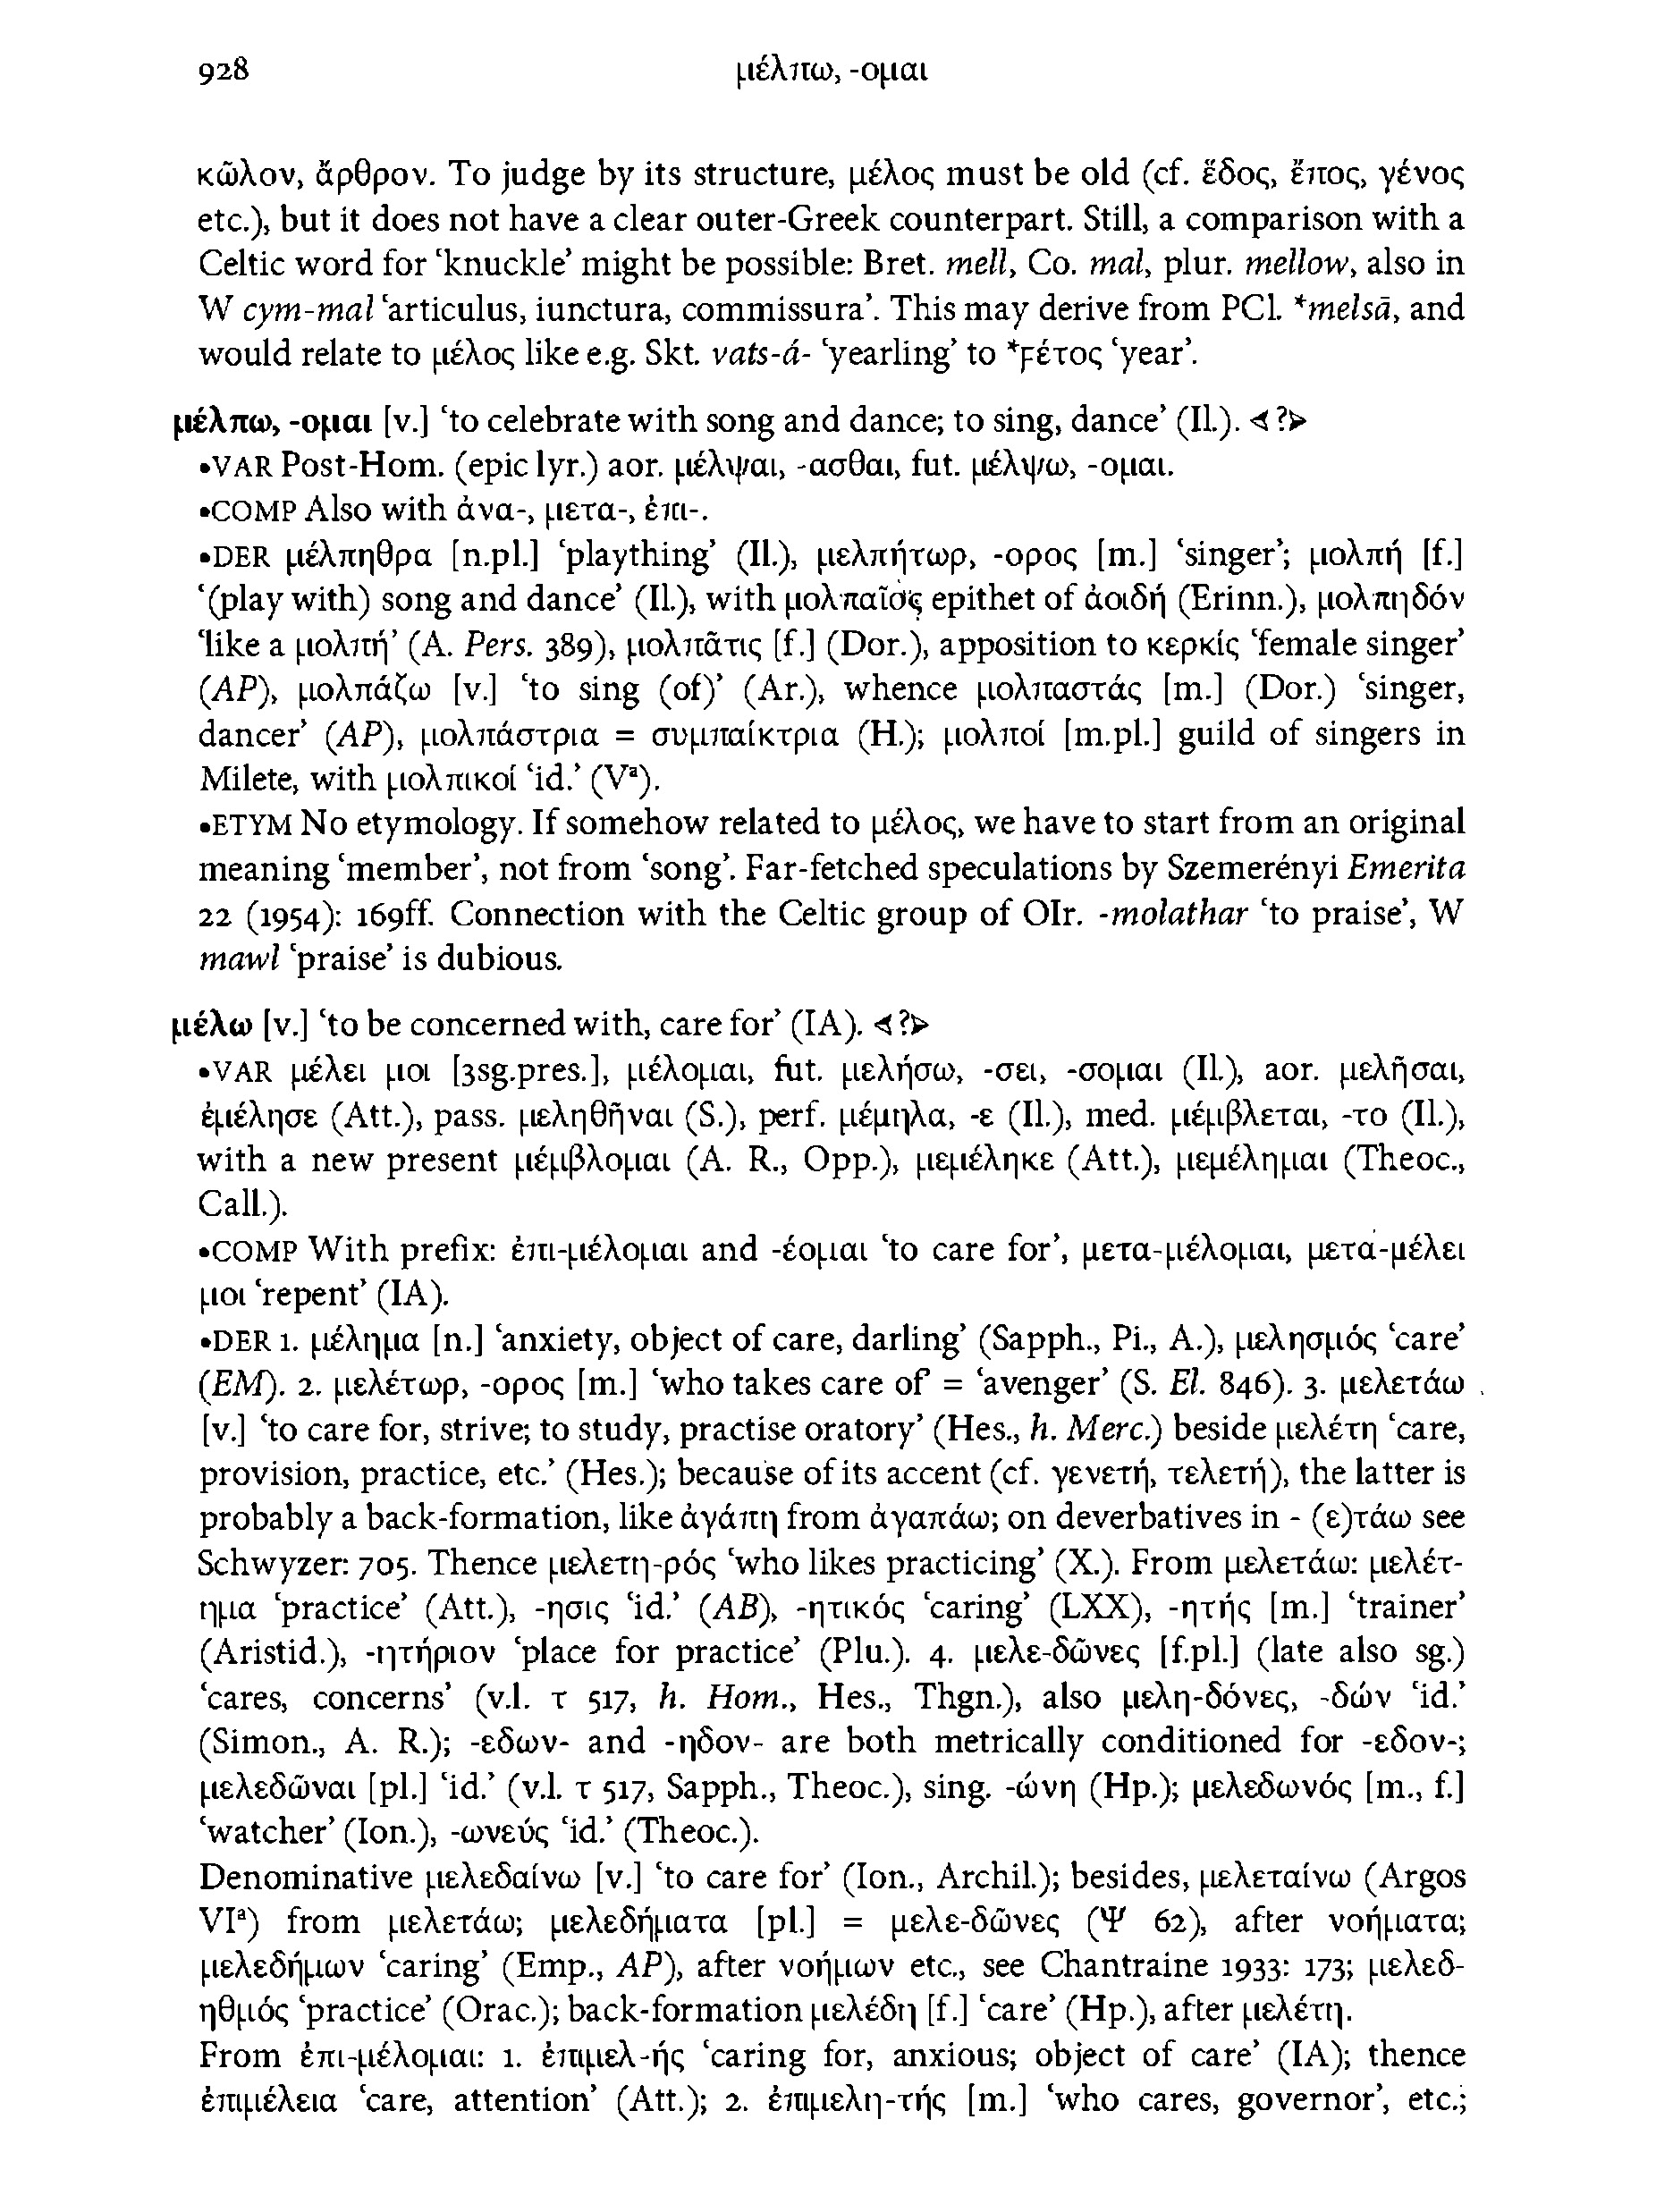 928
μέλπω, -ομαι
κῶλον, ἄρθρον. To judge by its structure, μέλος must be old (cf. ἕδος, ἔπος, γένος
etc.), but it does not have a clear outer-Greek counterpart. Still, a comparison with a
Celtic word for ‘knuckle’ might be possible: Bret. mell, Co. mal, plur. mellow, also in
W cym-mal ‘articulus, iunctura, commissura’. This may derive from PCl. *melsā, and
would relate to μέλος like e.g. Skt. vats-á- ‘yearling’ to *ϝέτος ‘year’.
μέλπω, -ομαι [v.] ‘to celebrate with song and dance; to sing, dance’ (Il.). ◁ ?▷
•VAR Post-Hom. (epic lyr.) aor. μέλψαι, -ασθαι, fut. μέλψω, -ομαι.
•COMP Also with ἀνα-, μετα-, ἐπι-.
•DER μέλπηθρα [n.pl.] ‘plaything’ (Il.), μελπήτωρ, -ορος [m.] ‘singer’; μολπή [f.]
‘(play with) song and dance’ (Il.), with μολπαῖος epithet of ἀοιδή (Erinn.), μολπηδόν
‘like a μολπή’ (A. Pers. 389), μολπᾶτις [f.] (Dor.), apposition to κερκίς ‘female singer’
(AP), μολπάζω [v.] ‘to sing (of)’ (Ar.), whence μολπαστάς [m.] (Dor.) ‘singer,
dancer’ (AP), μολπάστρια = συμπαίκτρια (H.); μολποί [m.pl.] guild of singers in
Milete, with μολπικοί ‘id.’ (Vᵃ).
•ETYM No etymology. If somehow related to μέλος, we have to start from an original
meaning ‘member’, not from ‘song’. Far-fetched speculations by Szemerényi Emerita
22 (1954): 169ff. Connection with the Celtic group of OIr. -molathar ‘to praise’, W
mawl ‘praise’ is dubious.
μέλω [v.] ‘to be concerned with, care for’ (IA). ◁ ?▷
•VAR μέλει μοι [3sg.pres.], μέλομαι, fut. μελήσω, -σει, -σομαι (Il.), aor. μελῆσαι,
ἐμέλησε (Att.), pass. μεληθῆναι (S.), perf. μέμηλα, -ε (Il.), med. μέμβλεται, -το (Il.),
with a new present μέμβλομαι (A. R., Opp.), μεμέληκε (Att.), μεμέλημαι (Theoc.,
Call.).
•COMP With prefix: ἐπι-μέλομαι and -έομαι ‘to care for’, μετα-μέλομαι, μετα-μέλει
μοι ‘repent’ (IA).
•DER 1. μέλημα [n.] ‘anxiety, object of care, darling’ (Sapph., Pi., A.), μελησμός ‘care’
(EM). 2. μελέτωρ, -ορος [m.] ‘who takes care of’ = ‘avenger’ (S. El. 846). 3. μελετάω
[v.] ‘to care for, strive; to study, practise oratory’ (Hes., h. Merc.) beside μελέτη ‘care,
provision, practice, etc.’ (Hes.); because of its accent (cf. γενετή, τελετή), the latter is
probably a back-formation, like ἀγάπη from ἀγαπάω; on deverbatives in - (ε)τάω see
Schwyzer: 705. Thence μελετη-ρός ‘who likes practicing’ (X.). From μελετάω: μελέτ-
ημα ‘practice’ (Att.), -ησις ‘id.’ (AB), -ητικός ‘caring’ (LXX), -ητής [m.] ‘trainer’
(Aristid.), -ητήριον ‘place for practice’ (Plu.). 4. μελε-δῶνες [f.pl.] (late also sg.)
‘cares, concerns’ (v.l. τ 517, h. Hom., Hes., Thgn.), also μελη-δόνες, -δών ‘id.’
(Simon., A. R.); -εδων- and -ηδον- are both metrically conditioned for -εδον-;
μελεδῶναι [pl.] ‘id.’ (v.l. τ 517, Sapph., Theoc.), sing. -ώνη (Hp.); μελεδωνός [m., f.]
‘watcher’ (Ion.), -ωνεύς ‘id.’ (Theoc.).
Denominative μελεδαίνω [v.] ‘to care for’ (Ion., Archil.); besides, μελεταίνω (Argos
VIᵃ) from μελετάω; μελεδήματα [pl.] = μελε-δῶνες (Ψ 62), after νοήματα;
μελεδήμων ‘caring’ (Emp., AP), after νοήμων etc., see Chantraine 1933: 173; μελεδ-
ηθμός ‘practice’ (Orac.); back-formation μελέδη [f.] ‘care’ (Hp.), after μελέτη.
From ἐπι-μέλομαι: 1. ἐπιμελ-ής ‘caring for, anxious; object of care’ (IA); thence
ἐπιμέλεια ‘care, attention’ (Att.); 2. ἐπιμελη-τής [m.] ‘who cares, governor’, etc.;